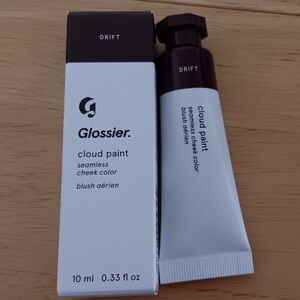 DRIFT
Glossier.
cloud paint
seamless
cheek color
blush aérien
10 ml 0.33 fl oz
DRIFT
cloud paint
seamless cheek color
blush aérien